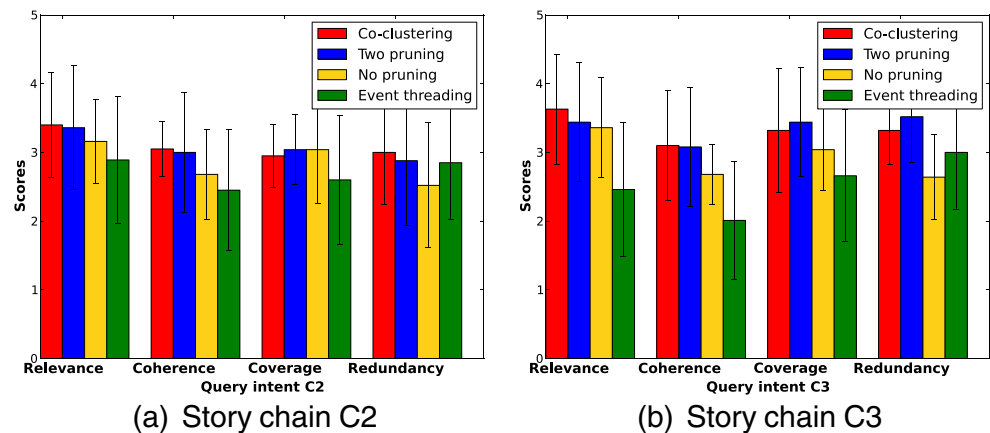 5
4
3
2
1
0
Scores
Co-clustering
Two pruning
No pruning
Event threading
Relevance Coherence Coverage Redundancy
Query intent C2
(a) Story chain C2
5
4
3
2
1
0
Scores
Co-clustering
Two pruning
No pruning
Event threading
Relevance Coherence Coverage Redundancy
Query intent C3
(b) Story chain C3